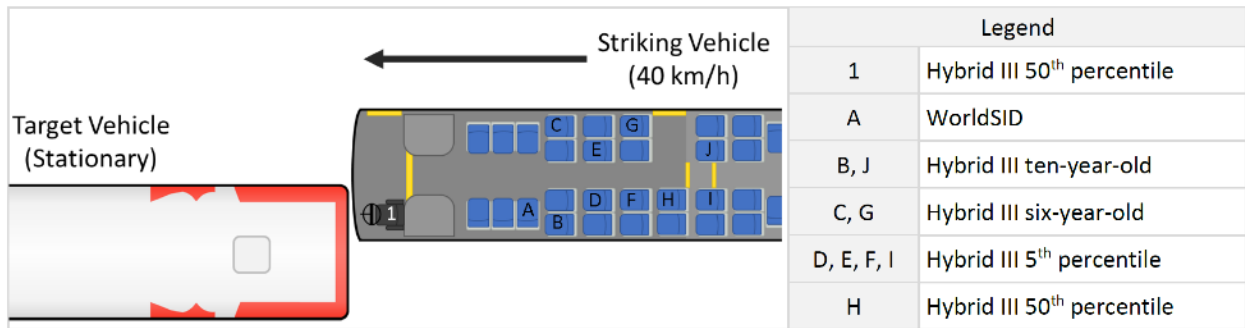 Striking Vehicle
(40 km/h)
Target Vehicle
(Stationary)
1
A
B
C
D
E
F
G
H
I
J
Legend
1 Hybrid III 50th percentile
A WorldSID
B, J Hybrid III ten-year-old
C, G Hybrid III six-year-old
D, E, F, I Hybrid III 5th percentile
H Hybrid III 50th percentile